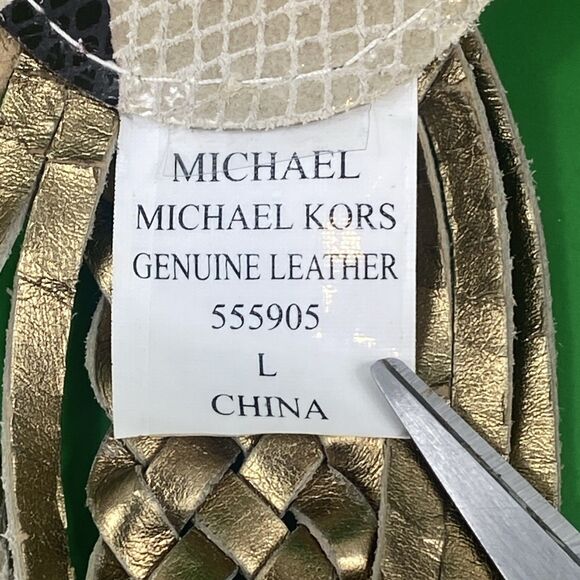 MICHAEL
MICHAEL KORS
GENUINE LEATHER
555905
L
CHINA